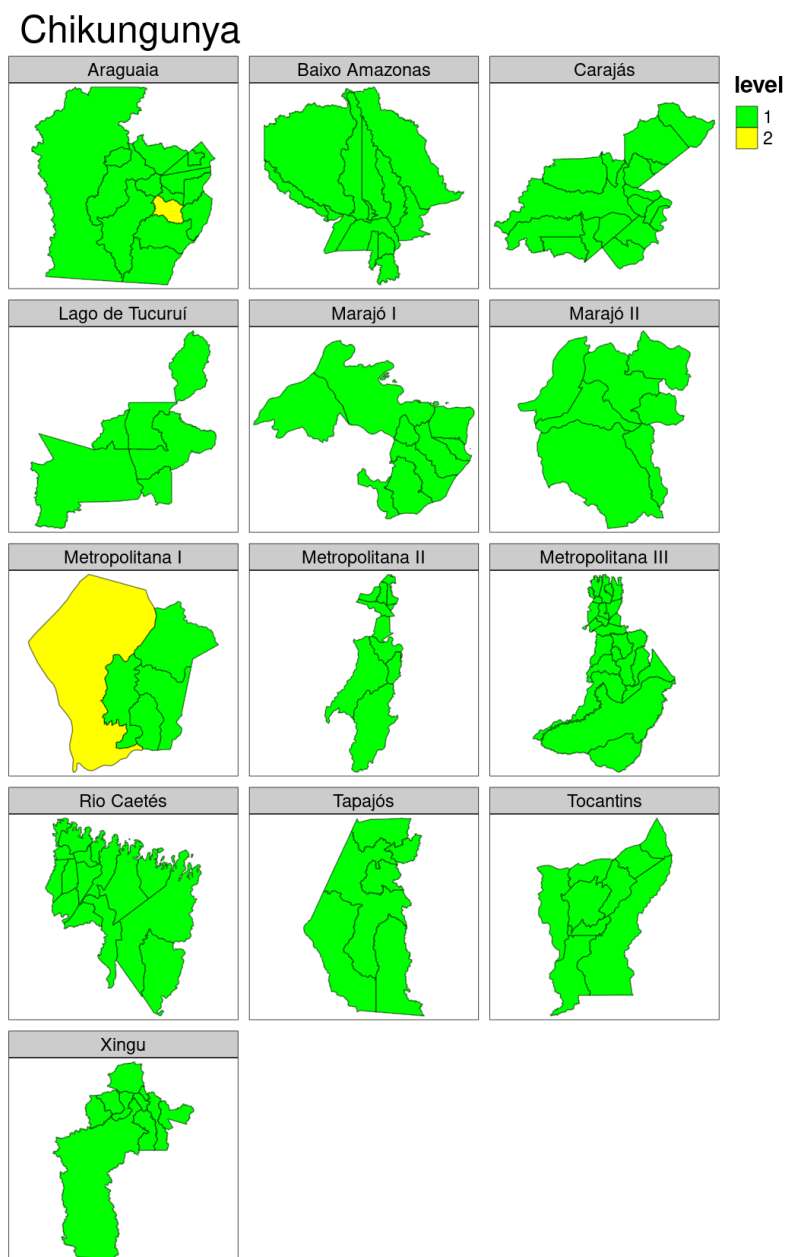 Chikungunya
Araguaia
Baixo Amazonas
Carajás
level
1
2
Lago de Tucuruí
Marajó I
Marajó II
Metropolitana I
Metropolitana II
Metropolitana III
Rio Caetés
Tapajós
Tocantins
Xingu